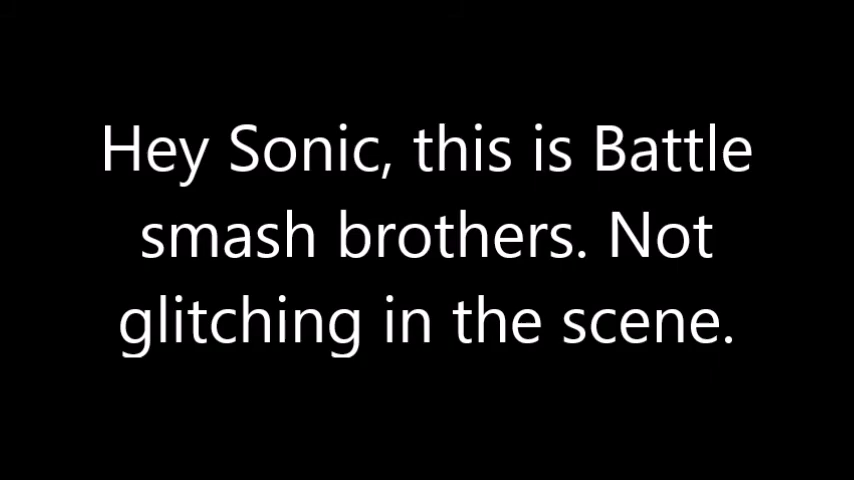 Hey Sonic, this is Battle
smash brothers. Not
glitching in the scene.